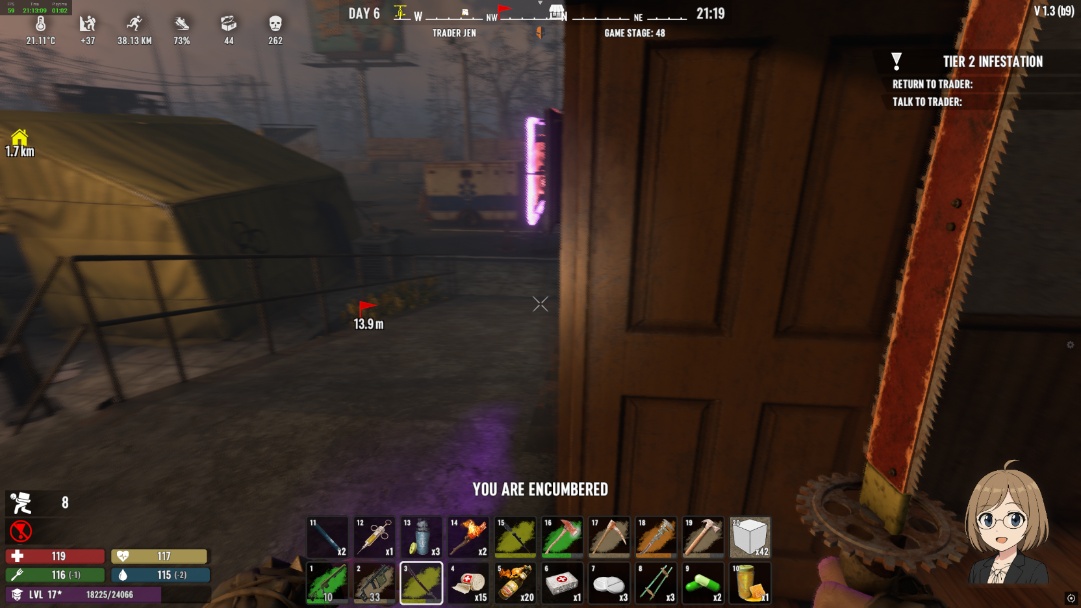 DAY 6
W
NW
N
NE
21:19
V 1.3 (b9)
TRADER JEN
GAME STAGE: 48
21.11°C
+37
38.13 KM
73%
44
262
TIER 2 INFESTATION
RETURN TO TRADER:
TALK TO TRADER:
1.7 km
13.9 m
YOU ARE ENCUMBERED
8
11
x2
12
x1
13
x3
14
x2
15
16
17
18
19
x42
119
117
116 (-1)
115 (-2)
LVL 17*
18225/24066
1
10
2
33
3
4
x15
5
x20
6
x1
7
x3
8
x3
9
x2
10
x1